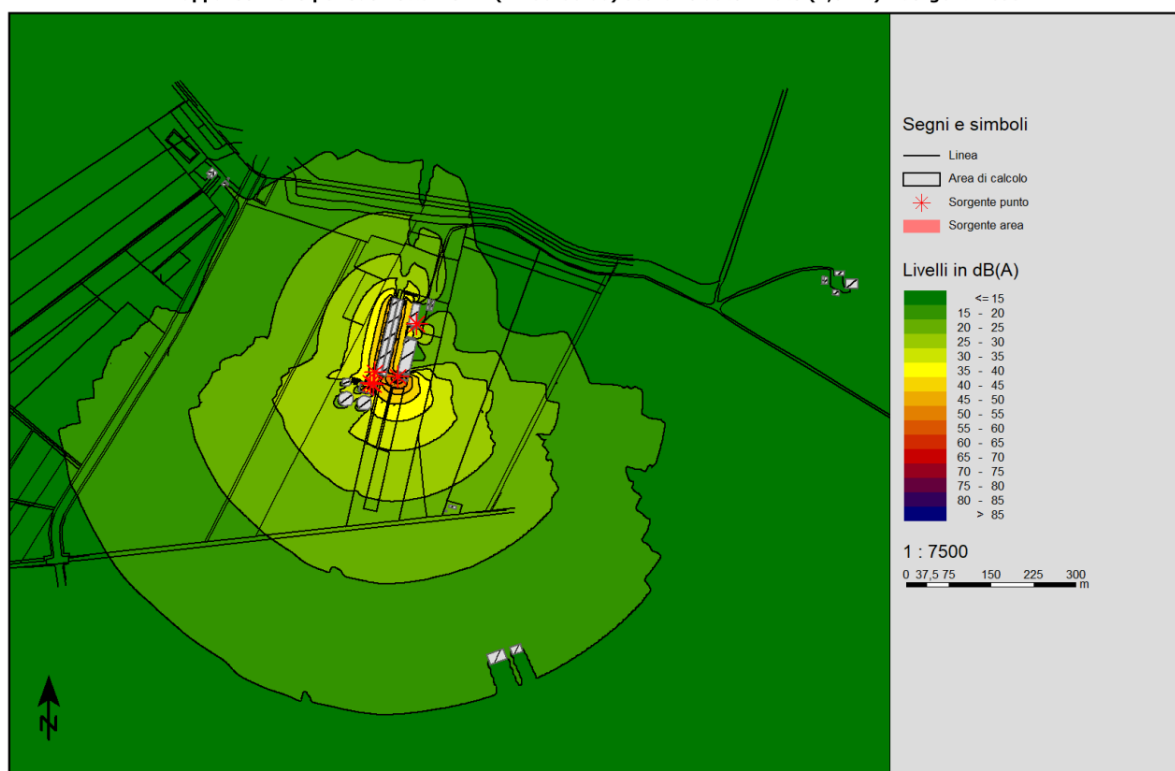 Segni e simboli
Linea
Area di calcolo
Sorgente punto
Sorgente area
Livelli in dB(A)
<= 15
15 - 20
20 - 25
25 - 30
30 - 35
35 - 40
40 - 45
45 - 50
50 - 55
55 - 60
60 - 65
65 - 70
70 - 75
75 - 80
80 - 85
> 85
1 : 7500
0 37,5 75 150 225 300
m
N